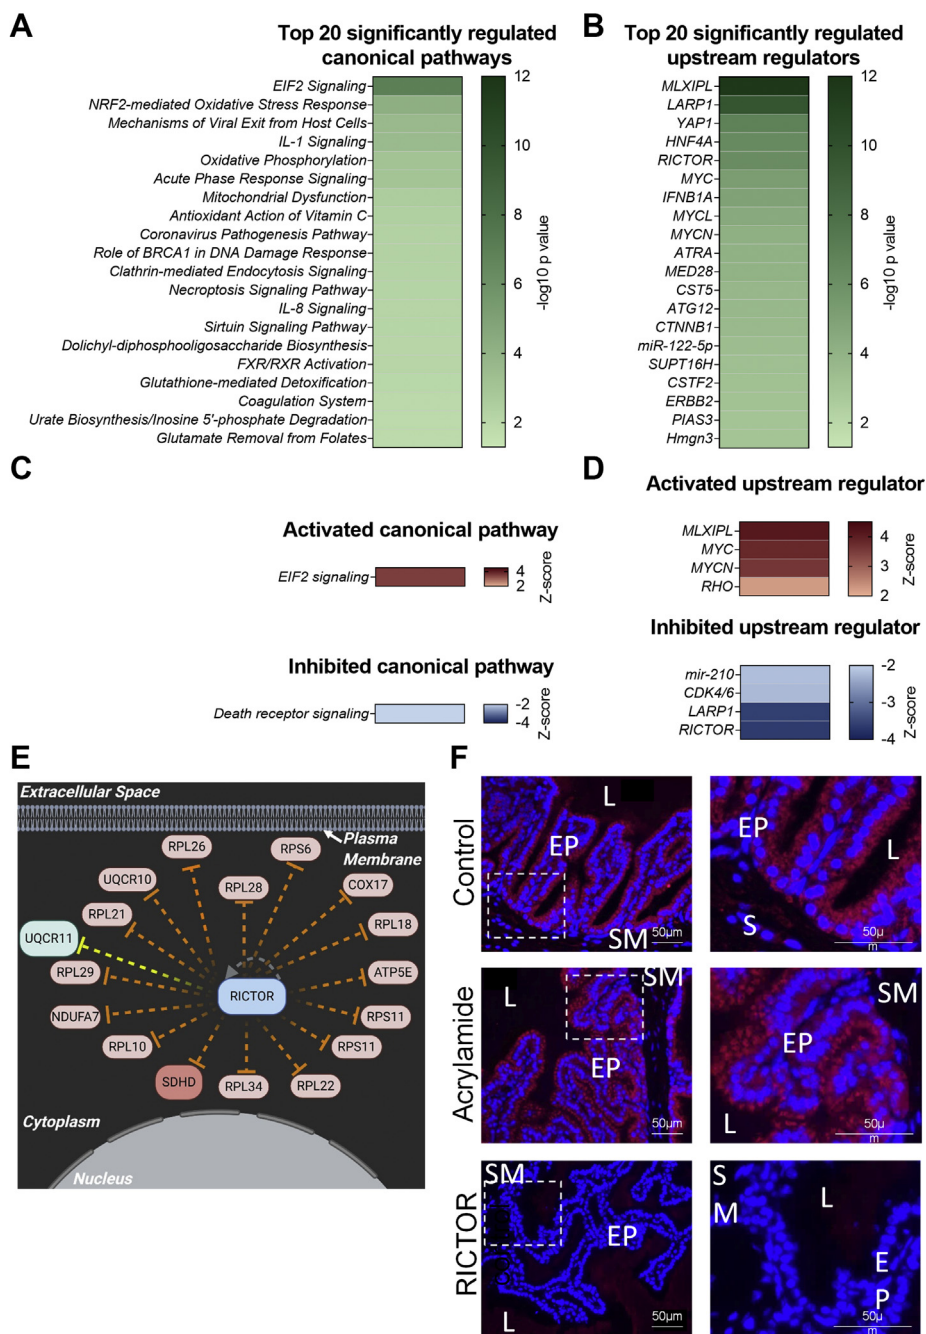 A
Top 20 significantly regulated
canonical pathways
EIF2 Signaling
NRF2-mediated Oxidative Stress Response
Mechanisms of Viral Exit from Host Cells
IL-1 Signaling
Oxidative Phosphorylation
Acute Phase Response Signaling
Mitochondrial Dysfunction
Antioxidant Action of Vitamin C
Coronavirus Pathogenesis Pathway
Role of BRCA1 in DNA Damage Response
Clathrin-mediated Endocytosis Signaling
Necroptosis Signaling Pathway
IL-8 Signaling
Sirtuin Signaling Pathway
Dolichyl-diphosphooligosaccharide Biosynthesis
FXR/RXR Activation
Glutathione-mediated Detoxification
Coagulation System
Urate Biosynthesis/Inosine 5'-phosphate Degradation
Glutamate Removal from Folates
12
10
8
6
4
2
-log10 p value
B
Top 20 significantly regulated
upstream regulators
MLXIPL
LARP1
YAP1
HNF4A
RICTOR
MYC
IFNB1A
MYCL
MYCN
ATRA
MED28
CST5
ATG12
CTNNB1
miR-122-5p
SUPT16H
CSTF2
ERBB2
PIAS3
Hmgn3
12
10
8
6
4
2
-log10 p value
C
Activated canonical pathway
EIF2 signaling
4
2
Z-score
Inhibited canonical pathway
Death receptor signaling
-2
-4
Z-score
D
Activated upstream regulator
MLXIPL
MYC
MYCN
RHO
4
3
2
Z-score
Inhibited upstream regulator
mir-210
CDK4/6
LARP1
RICTOR
-2
-3
-4
Z-score
E
Extracellular Space
Plasma
Membrane
RPL26
RPS6
UQCR10
RPL28
COX17
RPL21
RPL18
UQCR11
RPL29
ATP5E
RICTOR
NDUFA7
RPS11
RPL10
RPS11
SDHD
RPL34
RPL22
Cytoplasm
Nucleus
F
Control
L
EP
SM
50µm
EP
L
S
50µ
m
Acrylamide
L
SM
EP
50µm
SM
EP
L
50µ
m
RICTOR
SM
EP
L
50µm
S
M
L
E
P
50µ
m